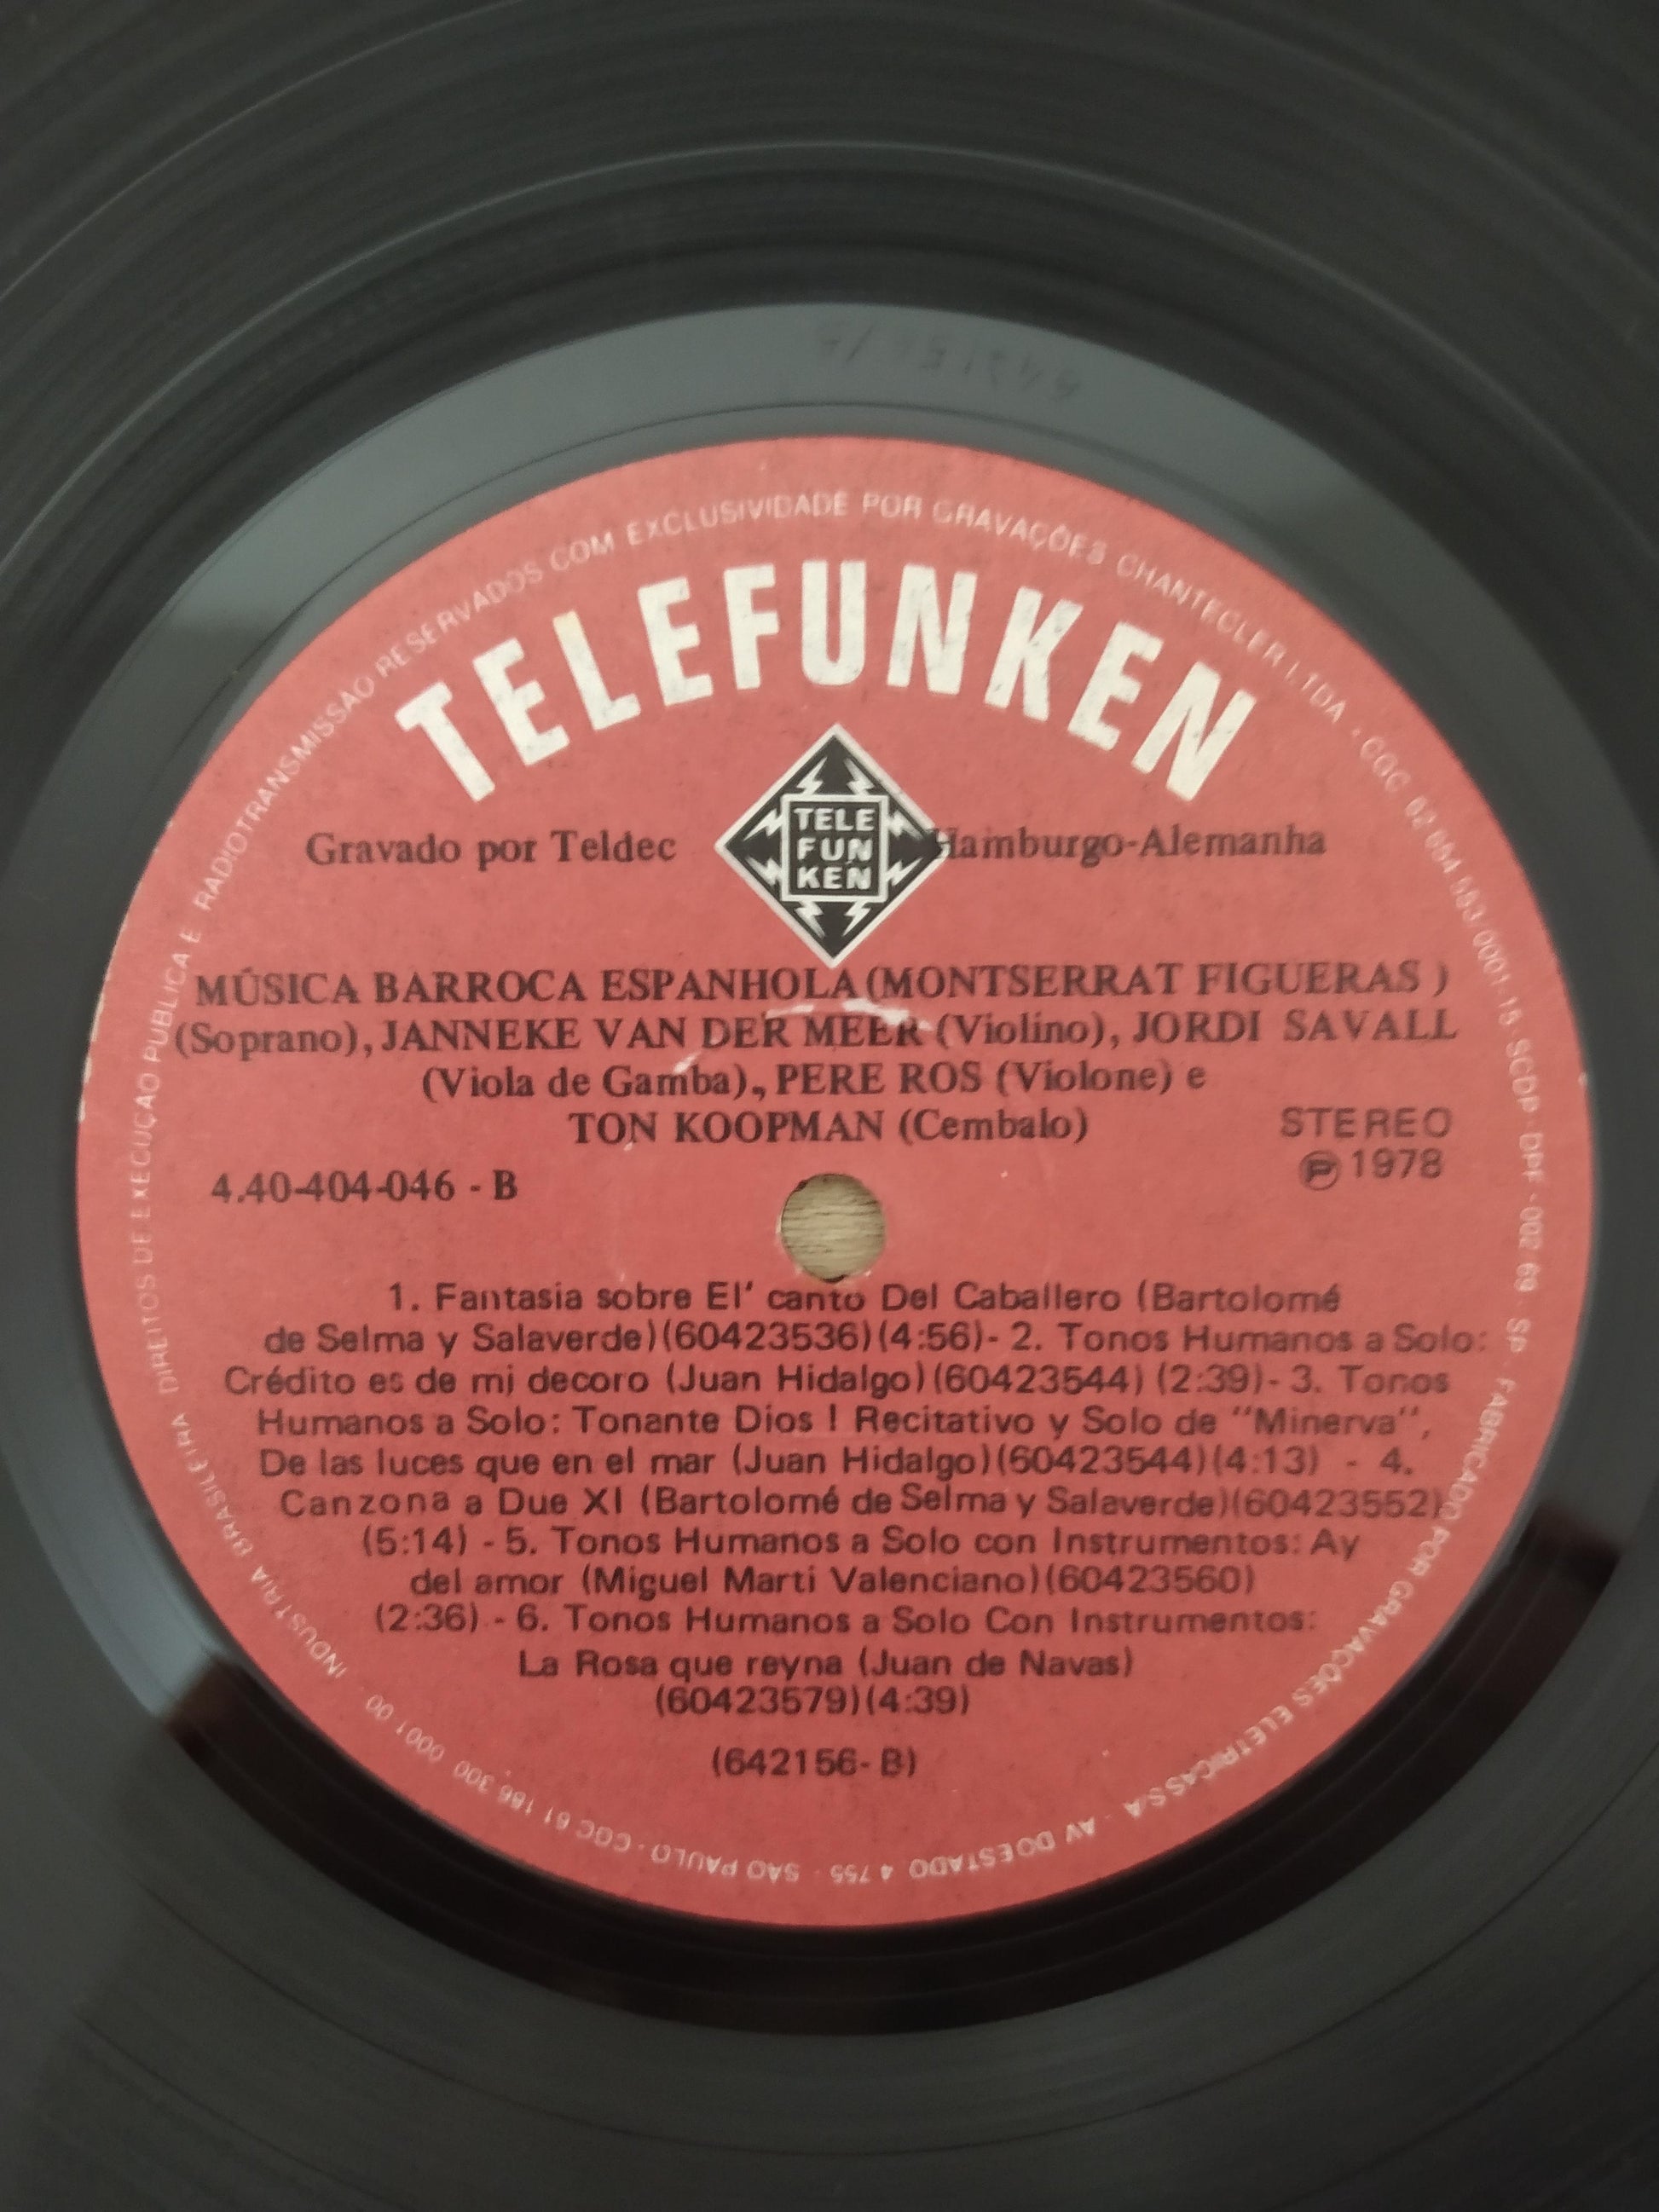 DIREITOS DE EXECUÇÃO PUBLICA E RADIOTRANSMISSÃO RESERVADOS COM EXCLUSIVIDADE POR GRAVAÇÕES CHANTECLER LTDA · CGC 62 654 553/0001-15 · SCDP · DPF · 002 69 · SP · FABRICADO POR GRAVAÇÕES ELETRICAS S/A · AV DO ESTADO 4 755 · SÃO PAULO · CGC 61 186 300 0001 00 · INDUSTRIA BRASILEIRA
TELEFUNKEN
TELE
FUN
KEN
Gravado por Teldec Hamburgo-Alemanha
MÚSICA BARROCA ESPANHOLA (MONTSERRAT FIGUERAS )
(Soprano), JANNEKE VAN DER MEER (Violino), JORDI SAVALL
(Viola de Gamba)., PERE ROS (Violone) e
TON KOOPMAN (Cembalo)
STEREO
Ⓟ 1978
4.40-404-046 - B
1. Fantasia sobre El' canto Del Caballero (Bartolomé
de Selma y Salaverde)(60423536)(4:56)- 2. Tonos Humanos a Solo:
Crédito es de mi decoro (Juan Hidalgo)(60423544) (2:39)- 3. Tonos
Humanos a Solo: Tonante Dios ! Recitativo y Solo de "Minerva",
De las luces que en el mar (Juan Hidalgo)(60423544)(4:13) - 4.
Canzona a Due XI (Bartolomé de Selma y Salaverde)(60423552)
(5:14) - 5. Tonos Humanos a Solo con Instrumentos: Ay
del amor (Miguel Marti Valenciano)(60423560)
(2:36) - 6. Tonos Humanos a Solo Con Instrumentos:
La Rosa que reyna (Juan de Navas)
(60423579)(4:39)
(642156-B)